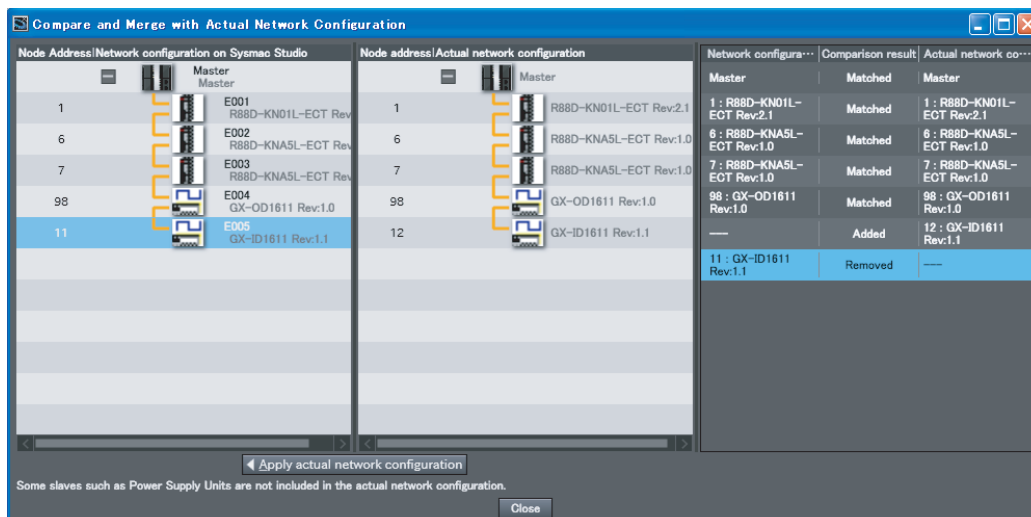 Compare and Merge with Actual Network Configuration
Node Address|Network configuration on Sysmac Studio
Master
Master
1
E001
R88D-KN01L-ECT Rev
6
E002
R88D-KNA5L-ECT Rev
7
E003
R88D-KNA5L-ECT Rev
98
E004
GX-OD1611 Rev:1.0
11
E005
GX-ID1611 Rev:1.1
Node address|Actual network configuration
Master
1
R88D-KN01L-ECT Rev:2.1
6
R88D-KNA5L-ECT Rev:1.0
7
R88D-KNA5L-ECT Rev:1.0
98
GX-OD1611 Rev:1.0
12
GX-ID1611 Rev:1.1
Network configura··· Comparison result Actual network co···
Master Matched Master
1 : R88D-KN01L- Matched 1 : R88D-KN01L-
ECT Rev:2.1 ECT Rev:2.1
6 : R88D-KNA5L- Matched 6 : R88D-KNA5L-
ECT Rev:1.0 ECT Rev:1.0
7 : R88D-KNA5L- Matched 7 : R88D-KNA5L-
ECT Rev:1.0 ECT Rev:1.0
98 : GX-OD1611 Matched 98 : GX-OD1611
Rev:1.0 Rev:1.0
--- Added 12 : GX-ID1611
Rev:1.1
11 : GX-ID1611 Removed ---
Rev:1.1
Apply actual network configuration
Some slaves such as Power Supply Units are not included in the actual network configuration.
Close